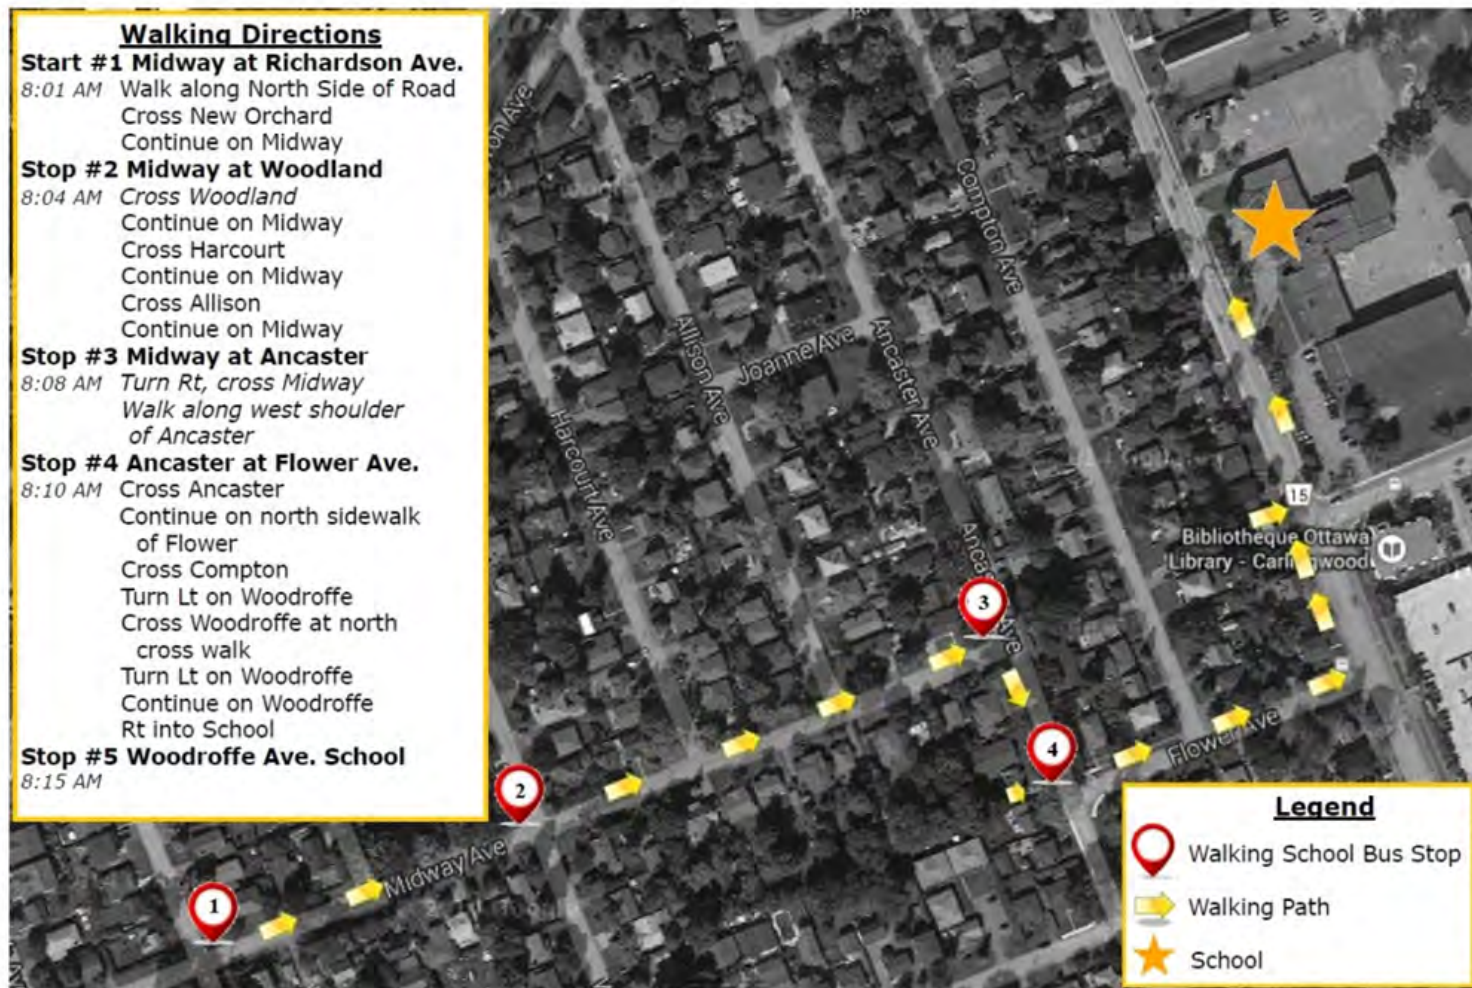 Walking Directions
Start #1 Midway at Richardson Ave.
8:01 AM Walk along North Side of Road
Cross New Orchard
Continue on Midway
Stop #2 Midway at Woodland
8:04 AM Cross Woodland
Continue on Midway
Cross Harcourt
Continue on Midway
Cross Allison
Continue on Midway
Stop #3 Midway at Ancaster
8:08 AM Turn Rt, cross Midway
Walk along west shoulder
of Ancaster
Stop #4 Ancaster at Flower Ave.
8:10 AM Cross Ancaster
Continue on north sidewalk
of Flower
Cross Compton
Turn Lt on Woodroffe
Cross Woodroffe at north
cross walk
Turn Lt on Woodroffe
Continue on Woodroffe
Rt into School
Stop #5 Woodroffe Ave. School
8:15 AM
Ave
Compton Ave
Allison Ave
Joanne Ave
Ancaster Ave
Harcourt Ave
15
Bibliotheque Ottawa
Library - Carlingwood
Ave
3
4
Flower Ave
2
Midway Ave
1
Legend
Walking School Bus Stop
Walking Path
School